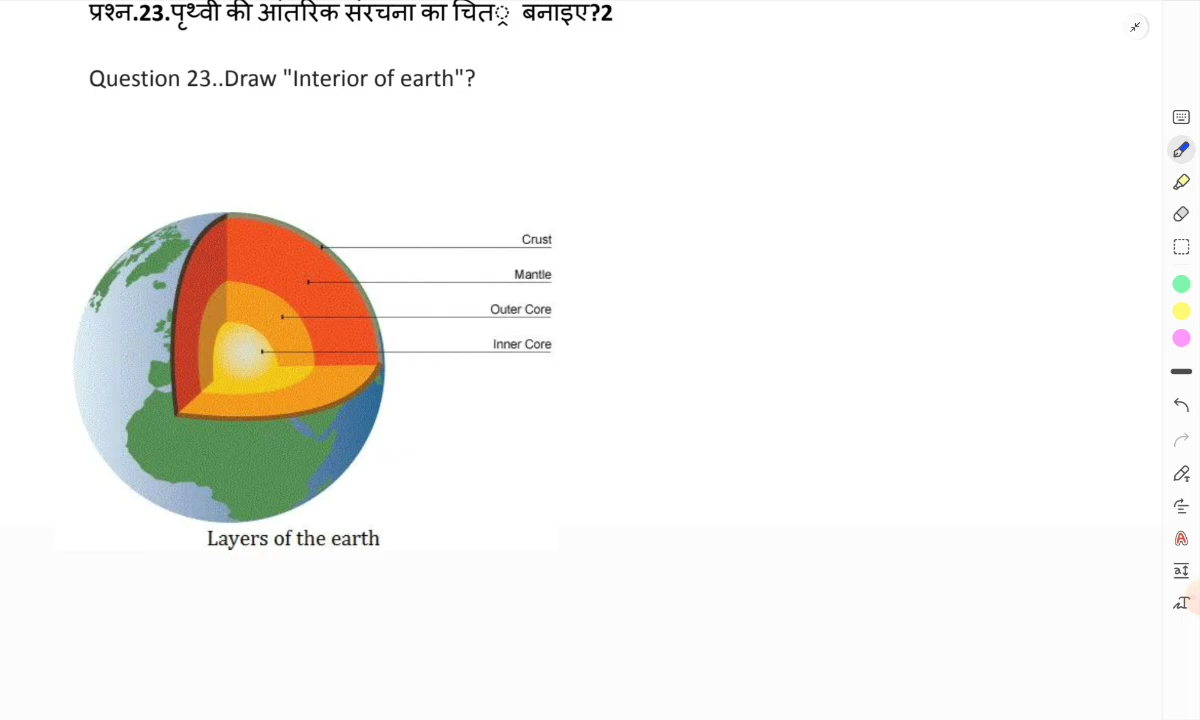 प्रश्न.23.पृथ्वी की आंतरिक संरचना का चित्र बनाइए?2
Question 23..Draw "Interior of earth"?
Crust
Mantle
Outer Core
Inner Core
Layers of the earth